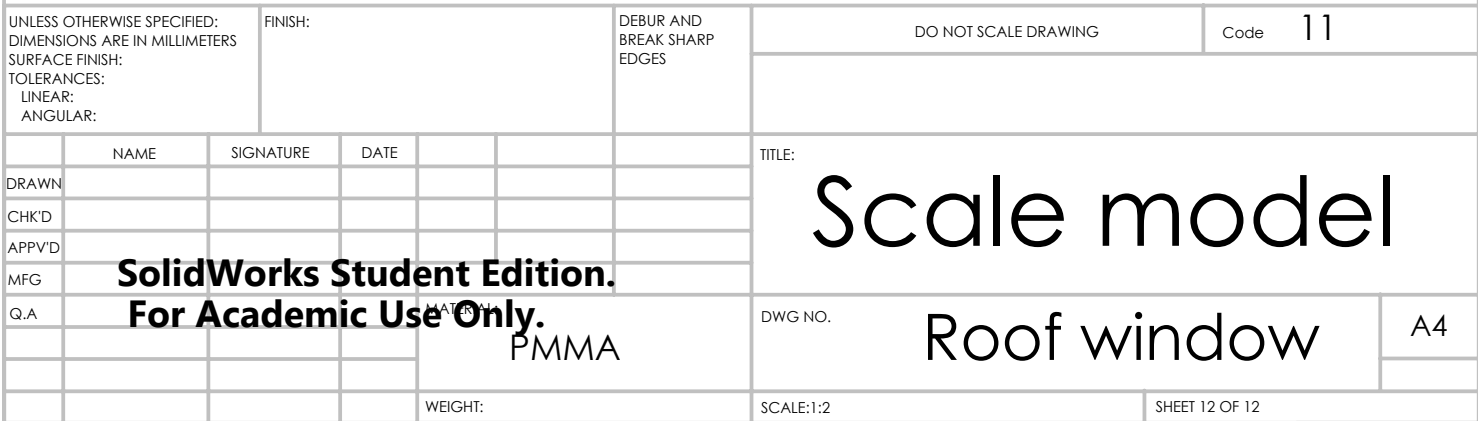 UNLESS OTHERWISE SPECIFIED:
DIMENSIONS ARE IN MILLIMETERS
SURFACE FINISH:
TOLERANCES:
LINEAR:
ANGULAR:
FINISH:
DEBUR AND
BREAK SHARP
EDGES
DO NOT SCALE DRAWING
Code 11
NAME SIGNATURE DATE
DRAWN
CHK'D
APPV'D
MFG
Q.A
SolidWorks Student Edition.
For Academic Use Only.
MATERIAL:
PMMA
WEIGHT:
TITLE:
Scale model
DWG NO.
Roof window
A4
SCALE:1:2
SHEET 12 OF 12